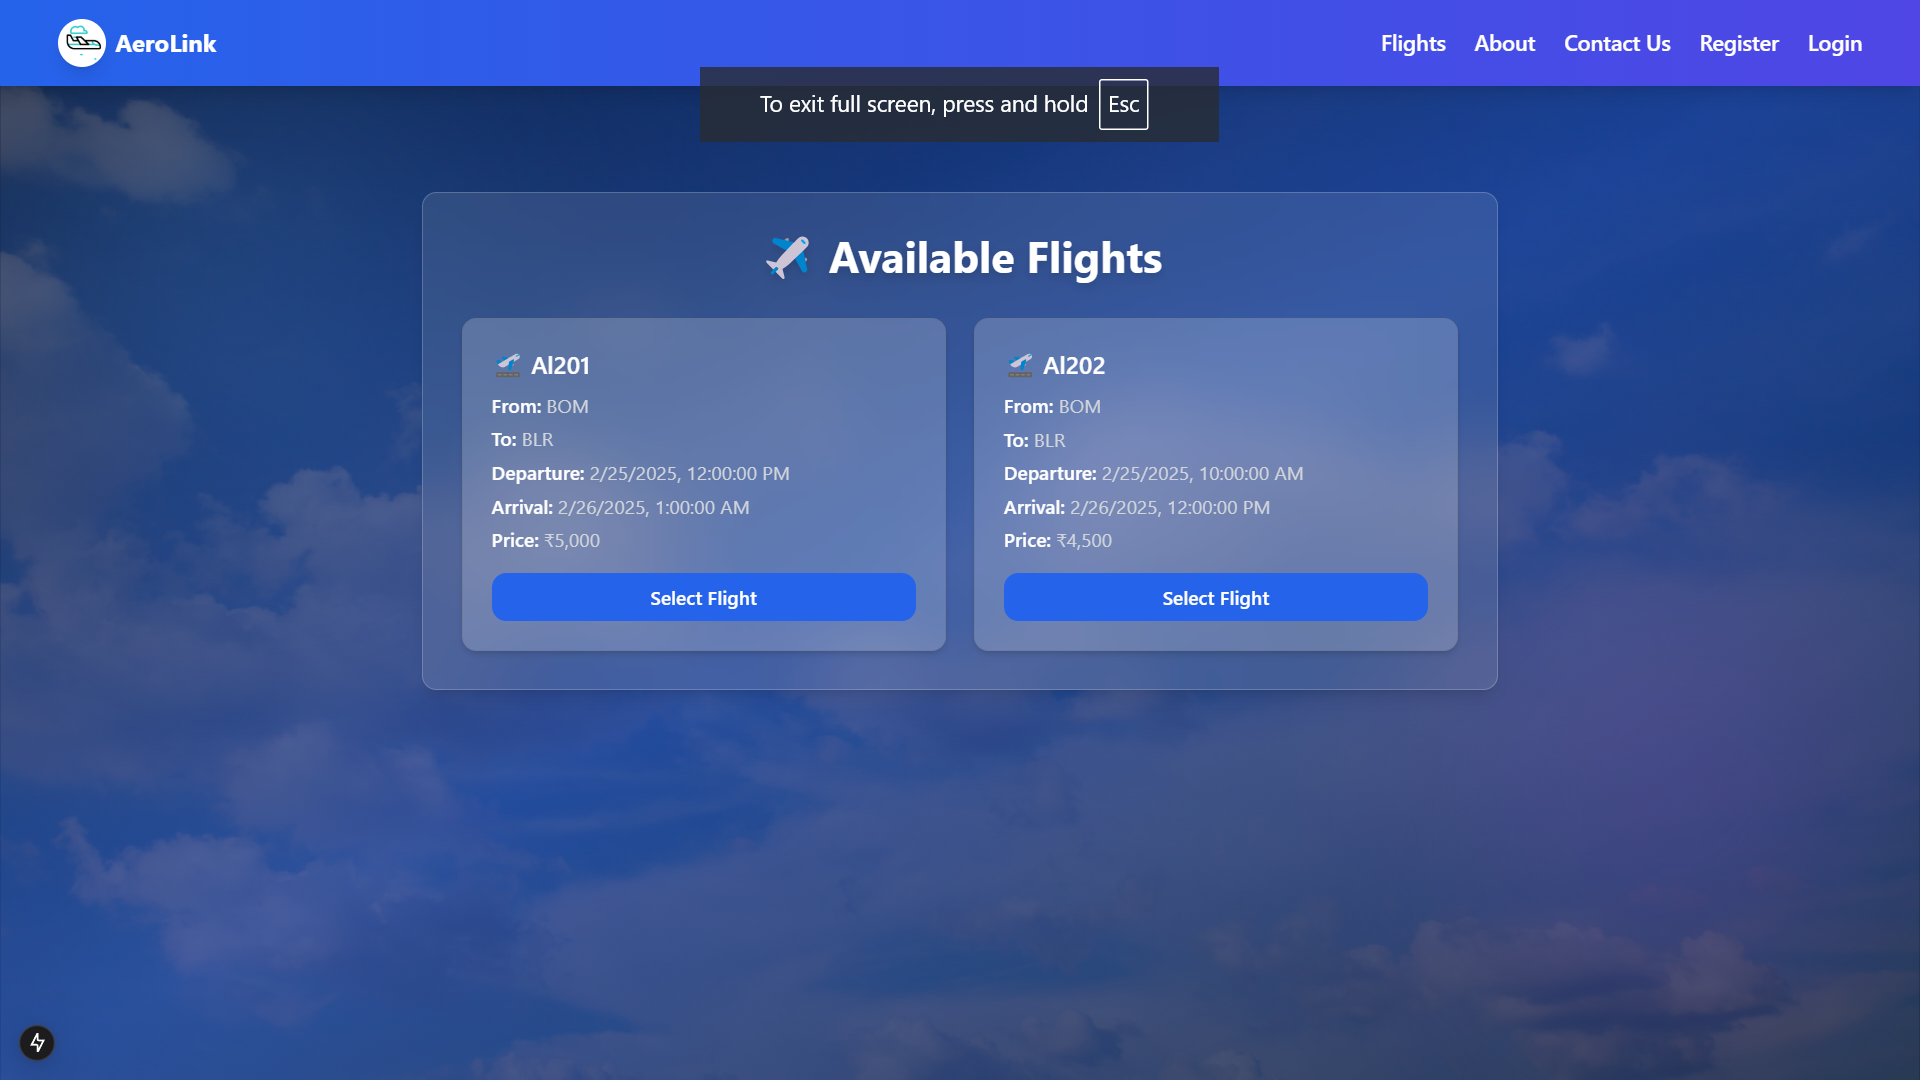 AeroLink
Flights About Contact Us Register Login
To exit full screen, press and hold Esc
Available Flights
Al201
From: BOM
To: BLR
Departure: 2/25/2025, 12:00:00 PM
Arrival: 2/26/2025, 1:00:00 AM
Price: ₹5,000
Select Flight
Al202
From: BOM
To: BLR
Departure: 2/25/2025, 10:00:00 AM
Arrival: 2/26/2025, 12:00:00 PM
Price: ₹4,500
Select Flight